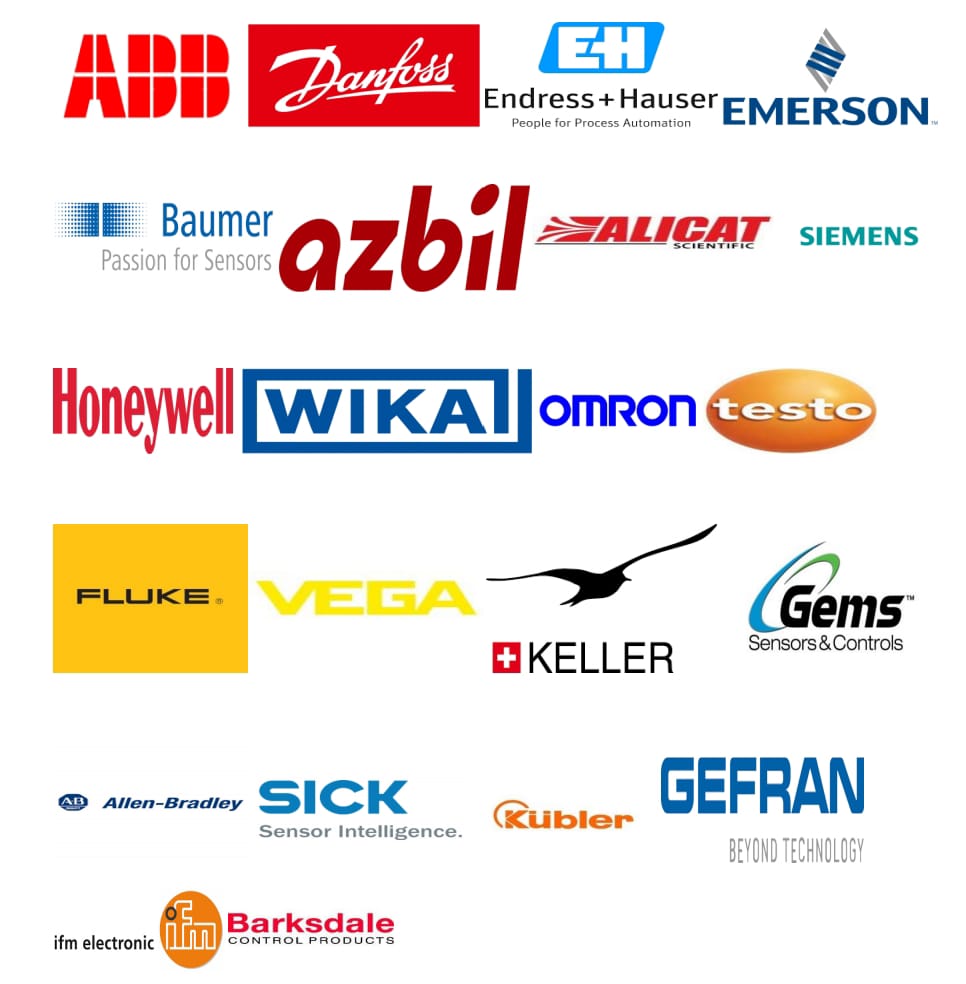 ABB
Danfoss
EH
Endress+Hauser
People for Process Automation
EMERSON™
Baumer
Passion for Sensors
azbil
ALICAT
SCIENTIFIC
SIEMENS
Honeywell
WIKA
OMRON
testo
FLUKE®
VEGA
KELLER
Gems™
Sensors & Controls
AB Allen-Bradley
SICK
Sensor Intelligence.
Kübler
GEFRAN
BEYOND TECHNOLOGY
ifm electronic
ifm
Barksdale
CONTROL PRODUCTS